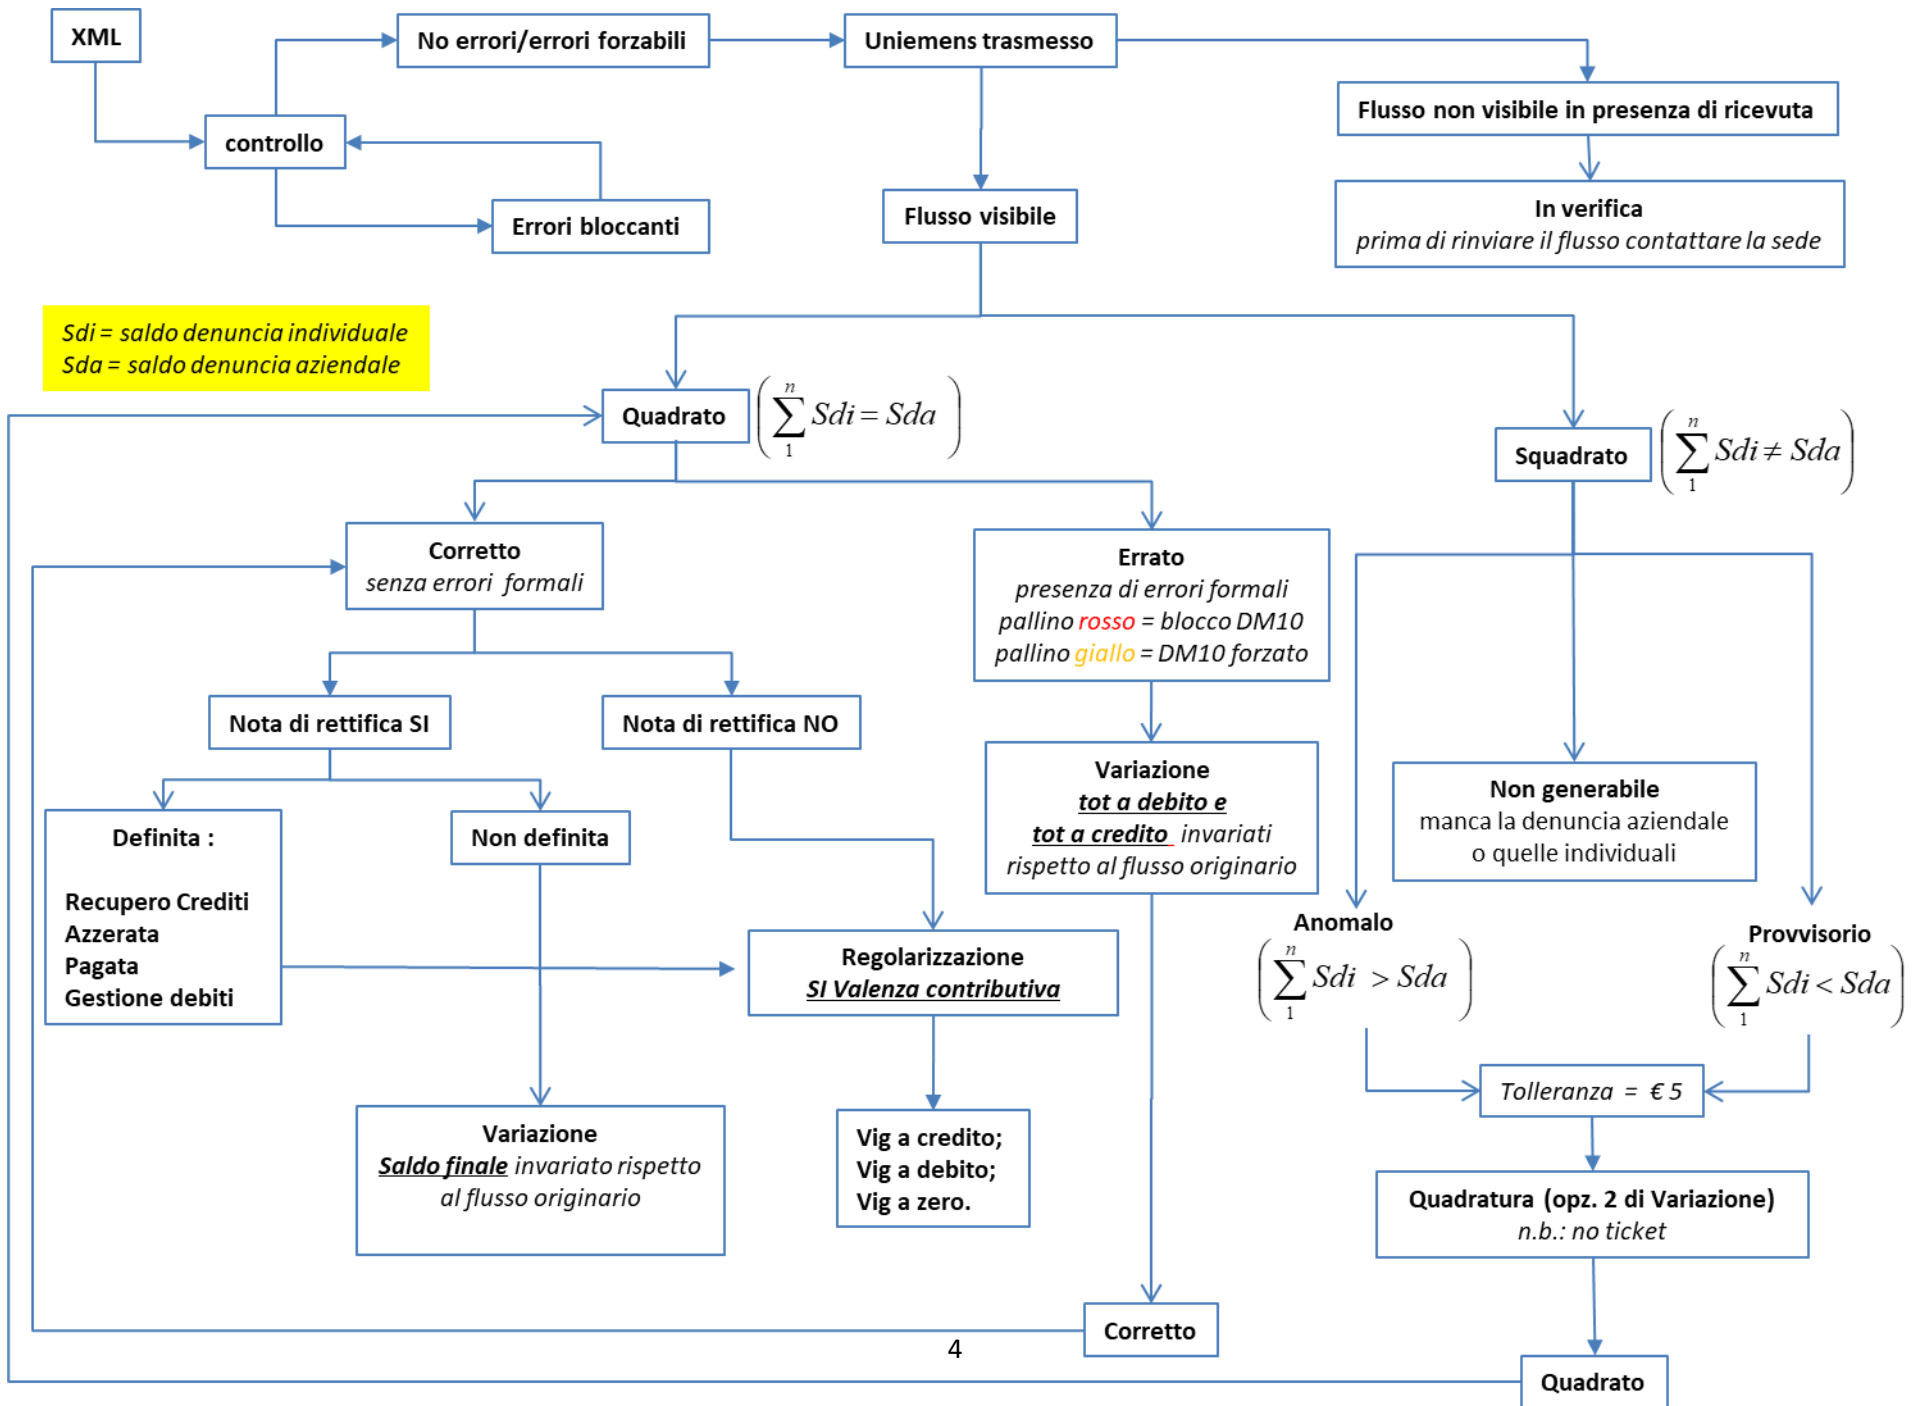 XML
No errori/errori forzabili
Uniemens trasmesso
Flusso non visibile in presenza di ricevuta
controllo
Errori bloccanti
Flusso visibile
In verifica
prima di rinviare il flusso contattare la sede
Sdi = saldo denuncia individuale
Sda = saldo denuncia aziendale
Quadrato
(∑ₙ₌₁ⁿ Sdi = Sda)
Squadrato
(∑₁ⁿ Sdi ≠ Sda)
Corretto
senza errori formali
Errato
presenza di errori formali
pallino rosso = blocco DM10
pallino giallo = DM10 forzato
Nota di rettifica SI
Nota di rettifica NO
Definita :
Recupero Crediti
Azzerata
Pagata
Gestione debiti
Non definita
Variazione
tot a debito e
tot a credito invariati
rispetto al flusso originario
Non generabile
manca la denuncia aziendale
o quelle individuali
Regolarizzazione
SI Valenza contributiva
Anomalo
(∑₁ⁿ Sdi > Sda)
Provvisorio
(∑₁ⁿ Sdi < Sda)
Tolleranza = € 5
Variazione
Saldo finale invariato rispetto
al flusso originario
Vig a credito;
Vig a debito;
Vig a zero.
Quadratura (opz. 2 di Variazione)
n.b.: no ticket
Corretto
4
Quadrato